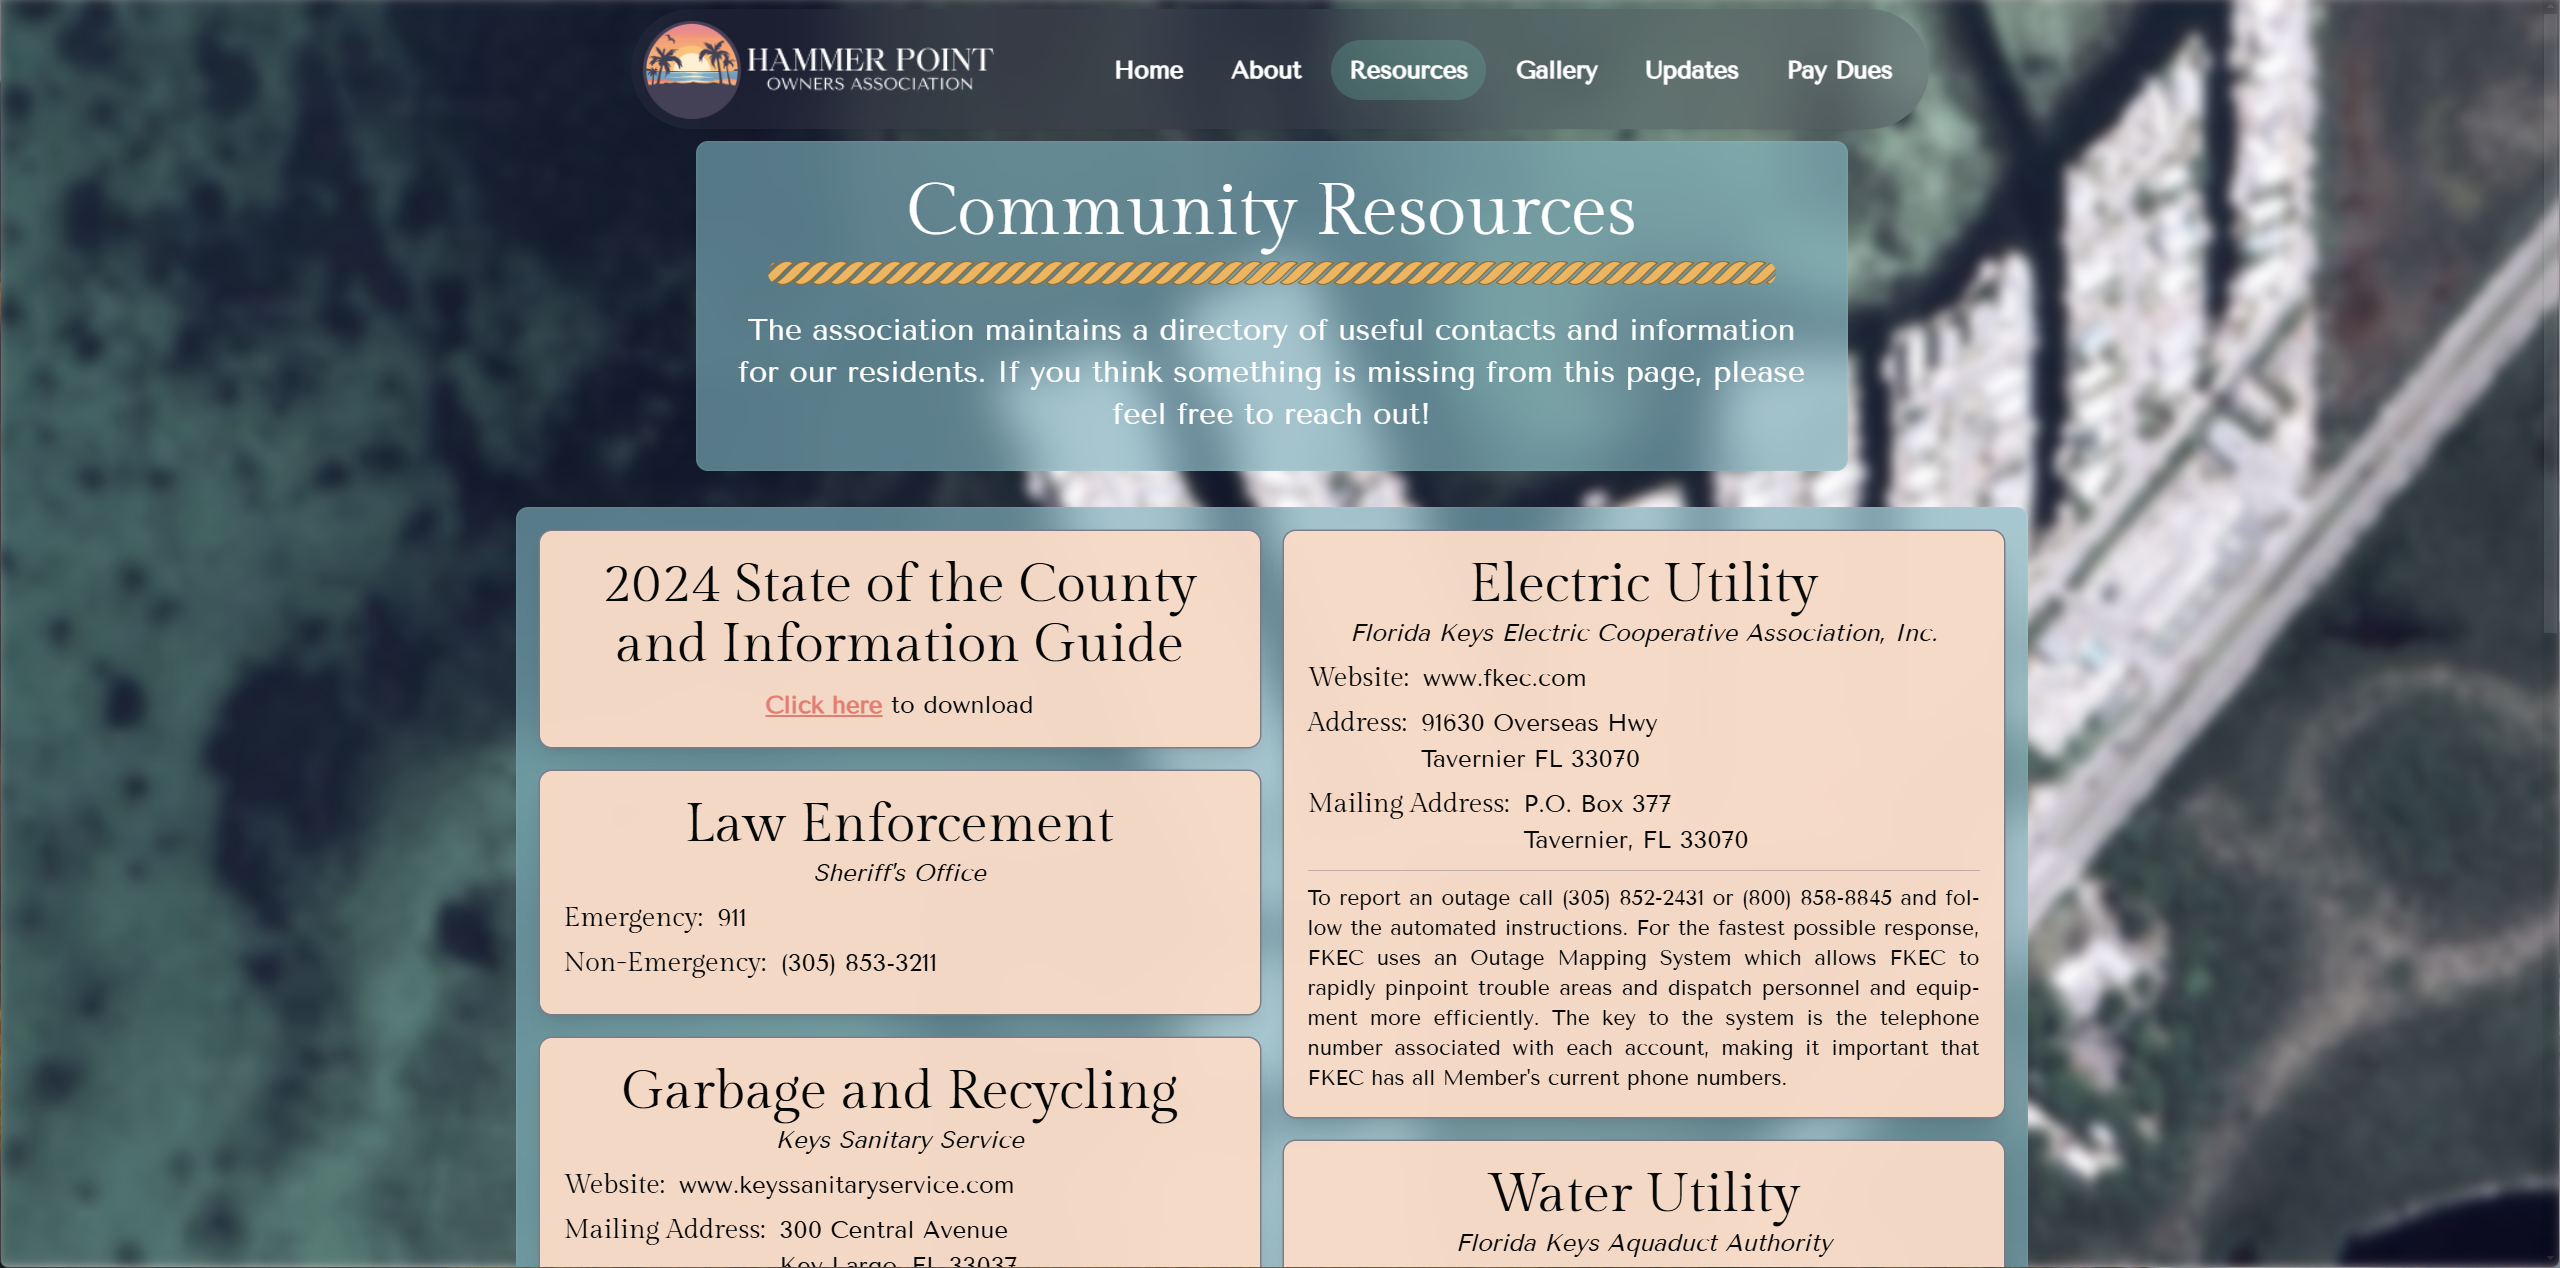 HAMMER POINT
OWNERS ASSOCIATION
Home About Resources Gallery Updates Pay Dues
Community Resources
The association maintains a directory of useful contacts and information
for our residents. If you think something is missing from this page, please
feel free to reach out!
2024 State of the County
and Information Guide
Click here to download
Law Enforcement
Sheriff's Office
Emergency: 911
Non-Emergency: (305) 853-3211
Garbage and Recycling
Keys Sanitary Service
Website: www.keyssanitaryservice.com
Mailing Address: 300 Central Avenue
Key Largo, FL 33037
Electric Utility
Florida Keys Electric Cooperative Association, Inc.
Website: www.fkec.com
Address: 91630 Overseas Hwy
Tavernier FL 33070
Mailing Address: P.O. Box 377
Tavernier, FL 33070
To report an outage call (305) 852-2431 or (800) 858-8845 and fol-
low the automated instructions. For the fastest possible response,
FKEC uses an Outage Mapping System which allows FKEC to
rapidly pinpoint trouble areas and dispatch personnel and equip-
ment more efficiently. The key to the system is the telephone
number associated with each account, making it important that
FKEC has all Member's current phone numbers.
Water Utility
Florida Keys Aquaduct Authority